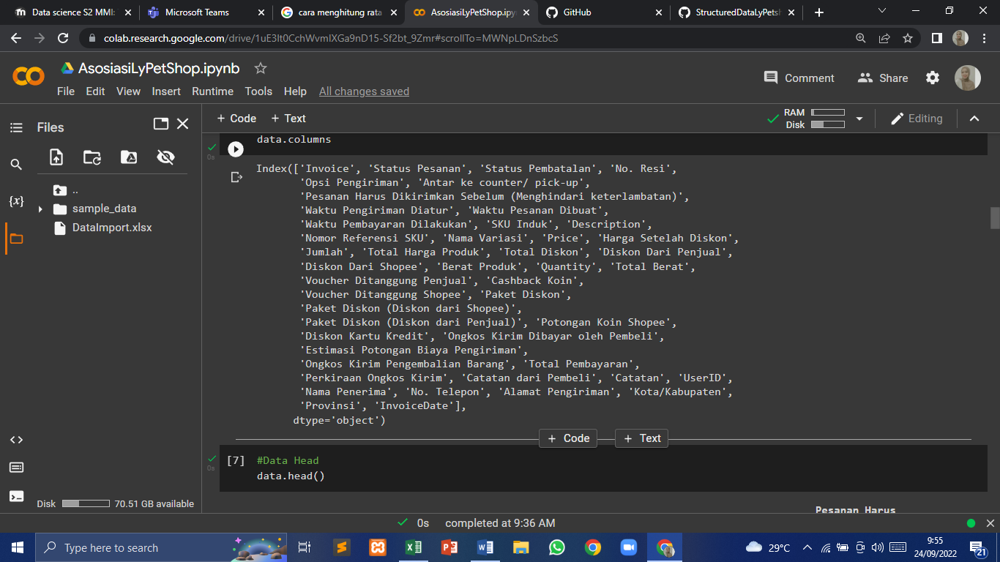 Data science S2 MMI:
Microsoft Teams
cara menghitung rata
AsosiasiLyPetShop.ipyn
GitHub
StructuredDataLyPetsh
colab.research.google.com/drive/1uE3lt0CchWvmlXGa9nD15-Sf2bt_9Zmr#scrollTo=MWNpLDnSzbcS
AsosiasiLyPetShop.ipynb
File Edit View Insert Runtime Tools Help All changes saved
Comment
Share
Files
+ Code + Text
RAM
Disk
Editing
{x}
..
sample_data
DataImport.xlsx
data.columns
0s
Index(['Invoice', 'Status Pesanan', 'Status Pembatalan', 'No. Resi',
'Opsi Pengiriman', 'Antar ke counter/ pick-up',
'Pesanan Harus Dikirimkan Sebelum (Menghindari keterlambatan)',
'Waktu Pengiriman Diatur', 'Waktu Pesanan Dibuat',
'Waktu Pembayaran Dilakukan', 'SKU Induk', 'Description',
'Nomor Referensi SKU', 'Nama Variasi', 'Price', 'Harga Setelah Diskon',
'Jumlah', 'Total Harga Produk', 'Total Diskon', 'Diskon Dari Penjual',
'Diskon Dari Shopee', 'Berat Produk', 'Quantity', 'Total Berat',
'Voucher Ditanggung Penjual', 'Cashback Koin',
'Voucher Ditanggung Shopee', 'Paket Diskon',
'Paket Diskon (Diskon dari Shopee)',
'Paket Diskon (Diskon dari Penjual)', 'Potongan Koin Shopee',
'Diskon Kartu Kredit', 'Ongkos Kirim Dibayar oleh Pembeli',
'Estimasi Potongan Biaya Pengiriman',
'Ongkos Kirim Pengembalian Barang', 'Total Pembayaran',
'Perkiraan Ongkos Kirim', 'Catatan dari Pembeli', 'Catatan', 'UserID',
'Nama Penerima', 'No. Telepon', 'Alamat Pengiriman', 'Kota/Kabupaten',
'Provinsi', 'InvoiceDate'],
dtype='object')
+ Code + Text
[7] #Data Head
0s
data.head()
Pesanan Harus
Disk 70.51 GB available
0s completed at 9:36 AM
Type here to search
29°C
9:55
24/09/2022
21